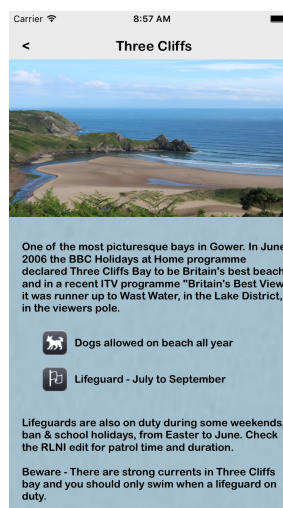 Carrier 8:57 AM
< Three Cliffs
One of the most picturesque bays in Gower. In June
2006 the BBC Holidays at Home programme
declared Three Cliffs Bay to be Britain's best beach
and in a recent ITV programme "Britain's Best View
it was runner up to Wast Water, in the Lake District,
in the viewers pole.
Dogs allowed on beach all year
Lifeguard - July to September
Lifeguards are also on duty during some weekends,
ban & school holidays, from Easter to June. Check
the RLNI edit for patrol time and duration.
Beware - There are strong currents in Three Cliffs
bay and you should only swim when a lifeguard on
duty.